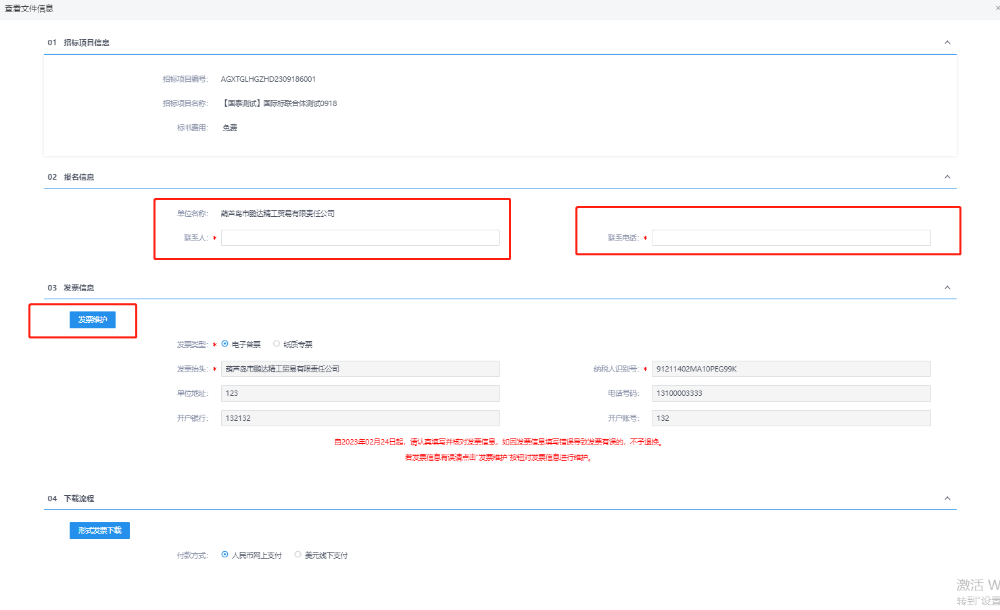 查看文件信息
01 招标项目信息
招标项目编号： AGXTGLHGZHD2309186001
招标项目名称： 【国泰测试】国际标联合体测试0918
标书费用： 免费
02 报名信息
单位名称： 葫芦岛市鹏达精工贸易有限责任公司
联系人： * 联系电话： *
03 发票信息
发票维护
发票类型： * 电子普票 纸质专票
发票抬头： * 葫芦岛市鹏达精工贸易有限责任公司 纳税人识别号： * 91211402MA10PEG99K
单位地址： 123 电话号码： 13100003333
开户银行： 132132 开户账号： 132
自2023年02月24日起，请认真填写并核对发票信息，如因发票信息填写错误导致发票有误的，不予退换。
若发票信息有误请点击“发票维护”按钮对发票信息进行维护。
04 下载流程
形式发票下载
付款方式： 人民币网上支付 美元线下支付
激活 W
转到“设置